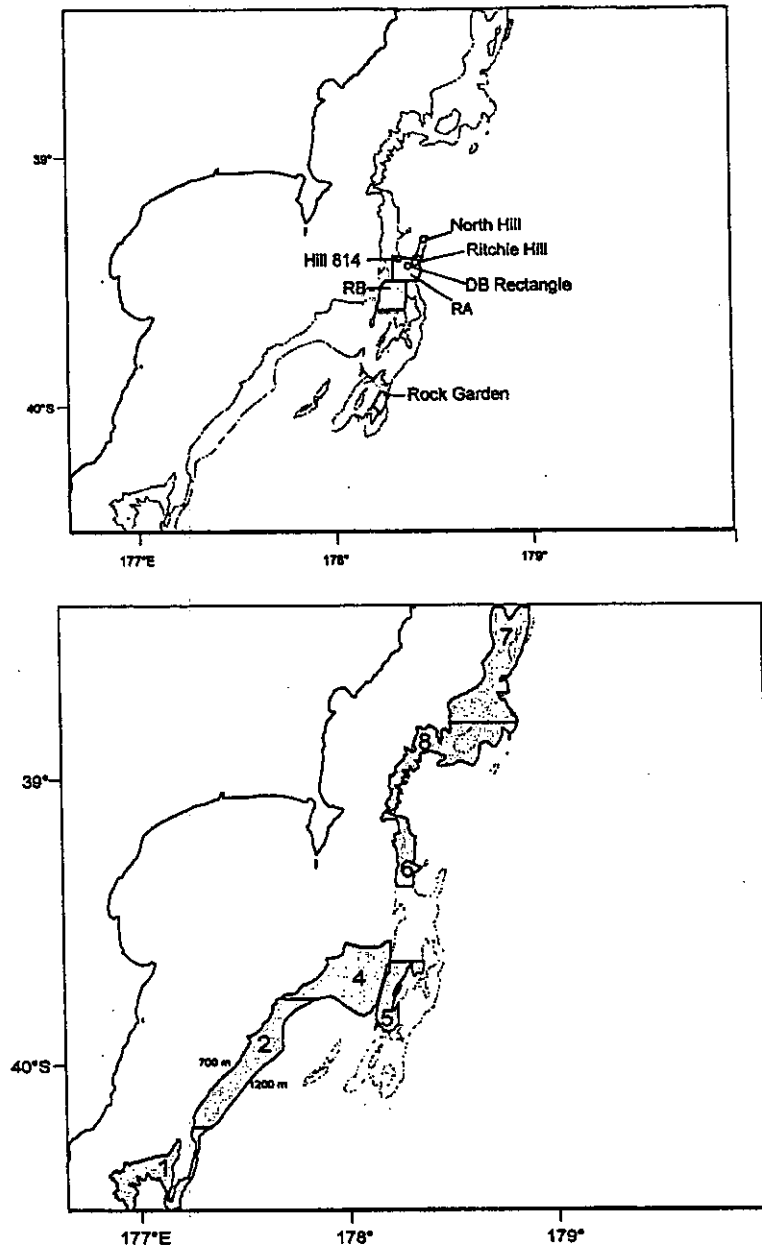 39°
North Hill
Ritchie Hill
Hill 814
DB Rectangle
RB
RA
Rock Garden
40°S
177°E
178°
179°
7
8
39°
6
4
5
2
40°S
700 m
1200 m
1
177°E
178°
179°